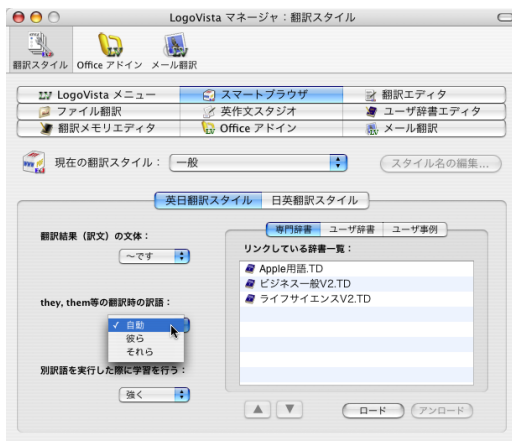 LogoVista マネージャ：翻訳スタイル
翻訳スタイル Office アドイン メール翻訳
LogoVista メニュー スマートブラウザ 翻訳エディタ
ファイル翻訳 英作文スタジオ ユーザ辞書エディタ
翻訳メモリエディタ Office アドイン メール翻訳
現在の翻訳スタイル： 一般 スタイル名の編集...
英日翻訳スタイル 日英翻訳スタイル
翻訳結果（訳文）の文体：
～です
they, them等の翻訳時の訳語：
✓ 自動
彼ら
それら
別訳語を実行した際に学習を行う：
強く
専門辞書 ユーザ辞書 ユーザ事例
リンクしている辞書一覧：
Apple用語.TD
ビジネス一般V2.TD
ライフサイエンスV2.TD
ロード アンロード